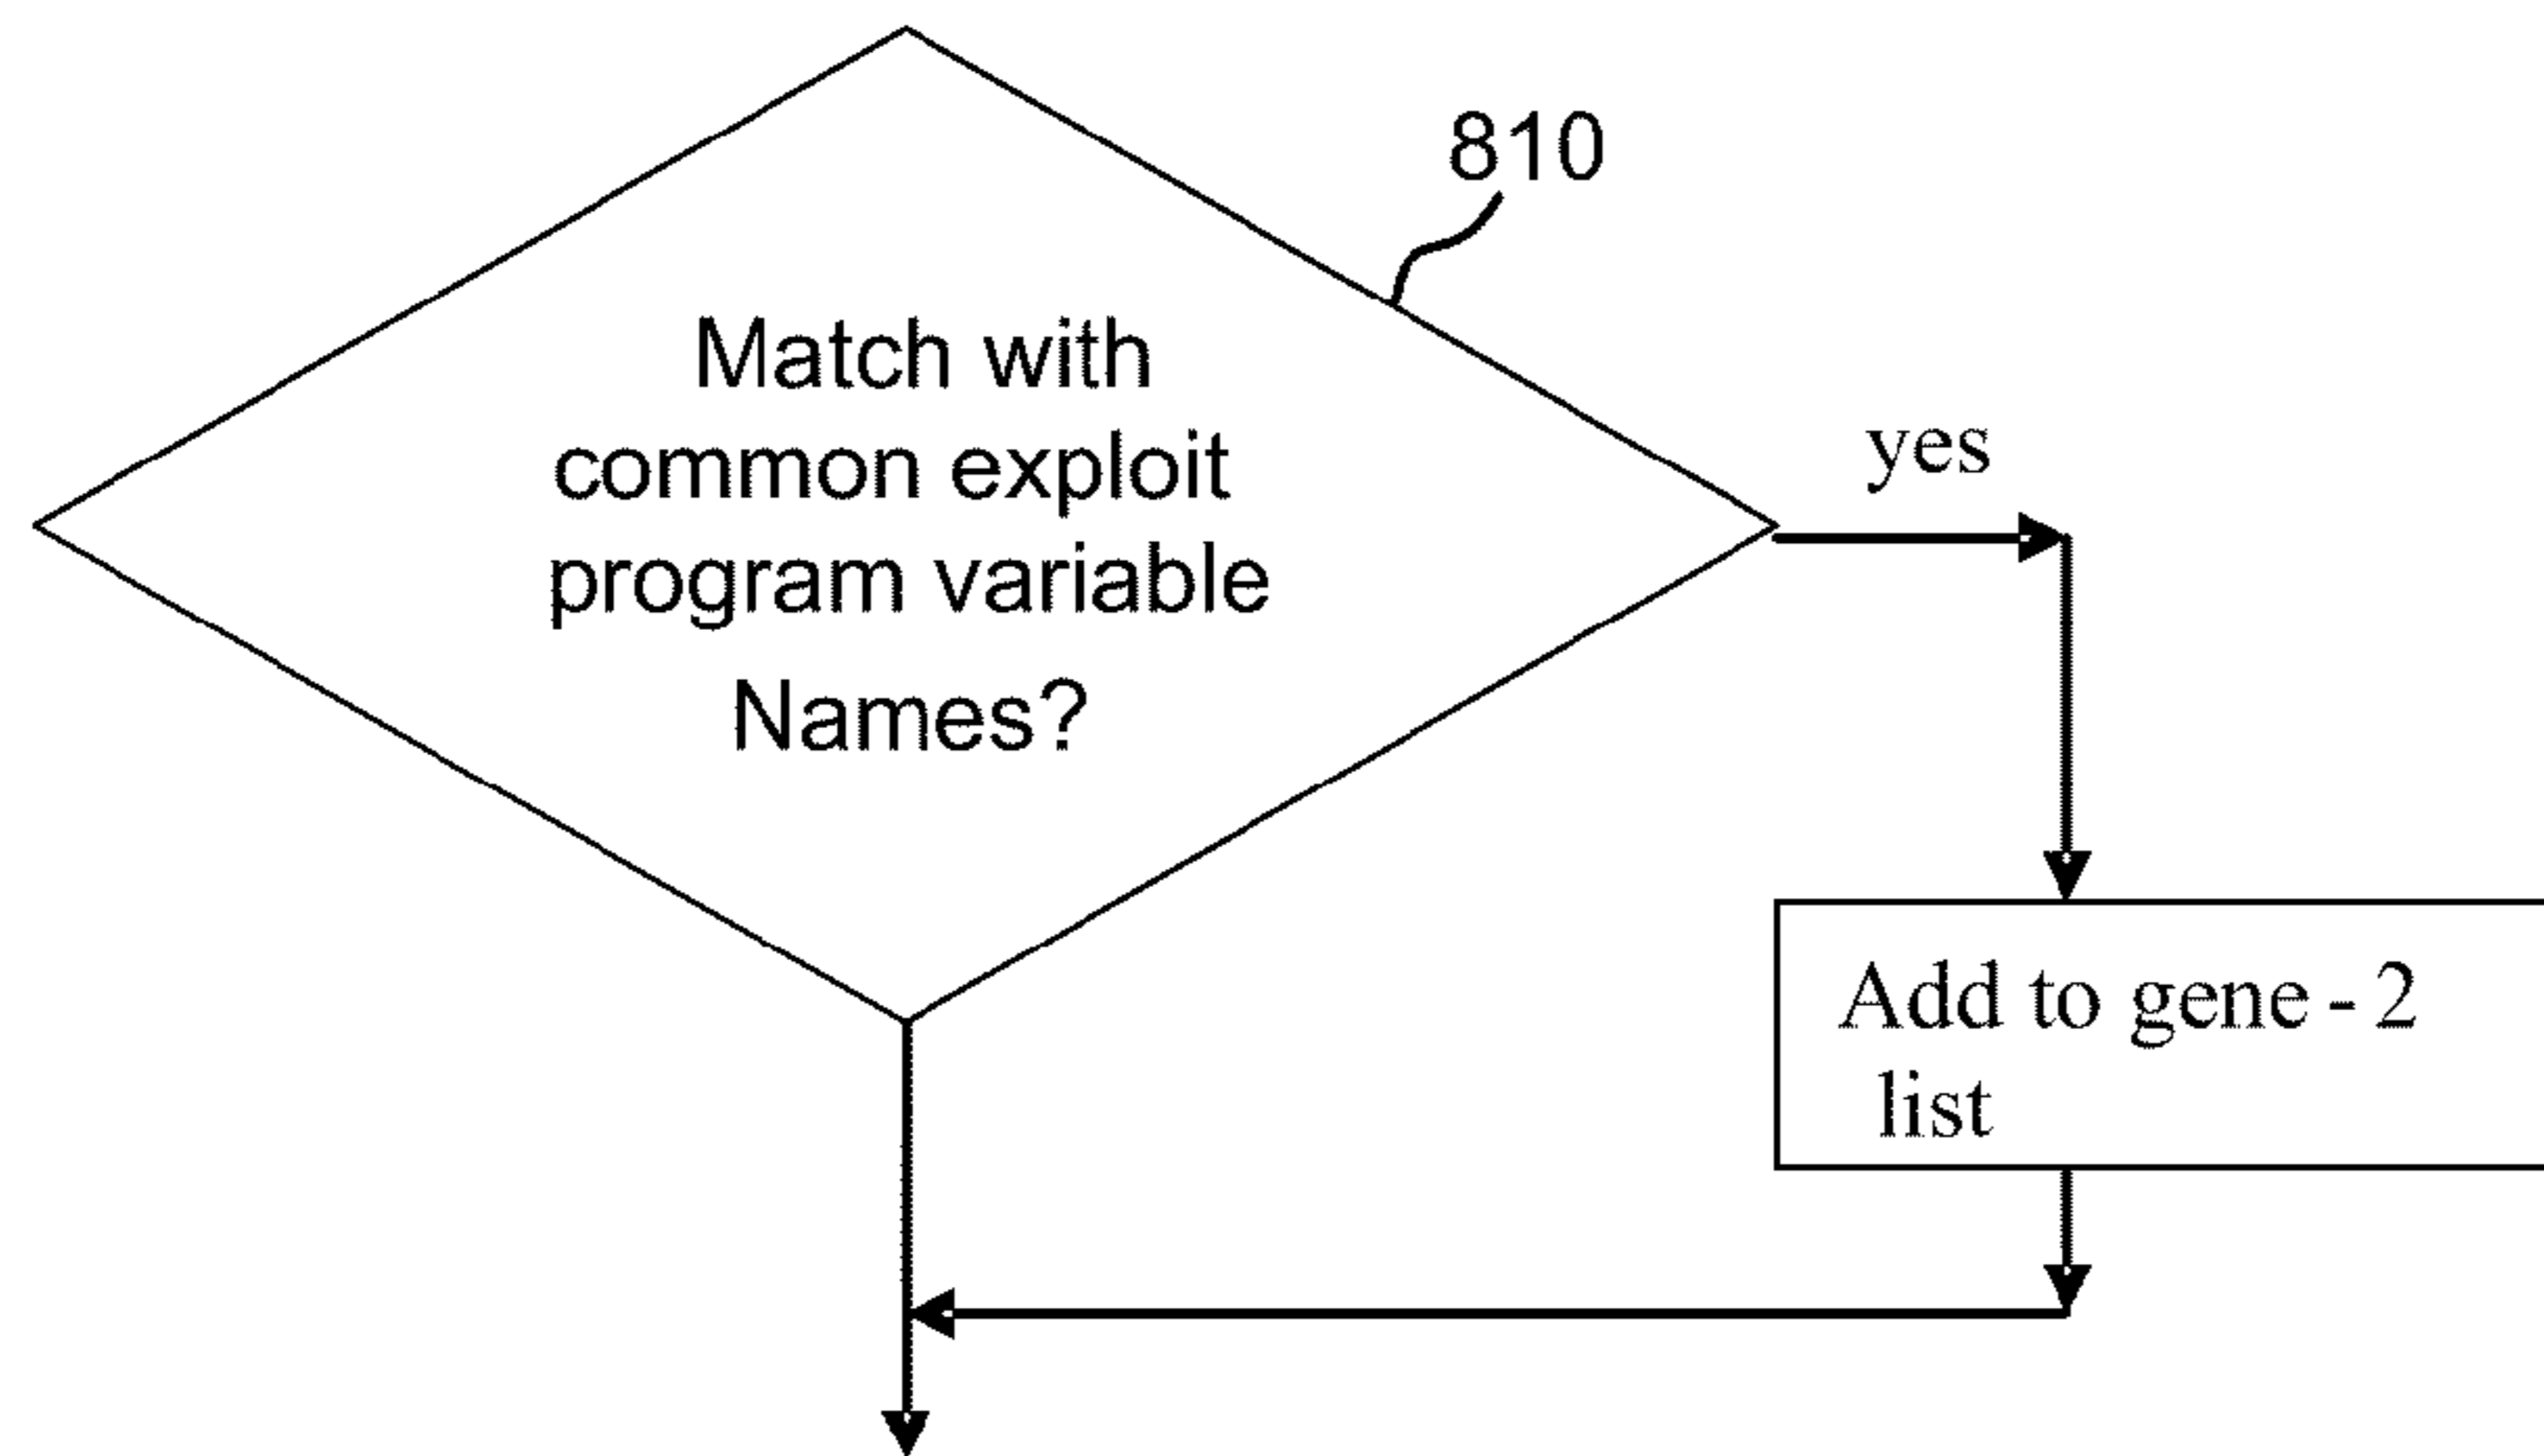 810
Match with
common exploit
program variable
Names?
yes
Add to gene - 2
list